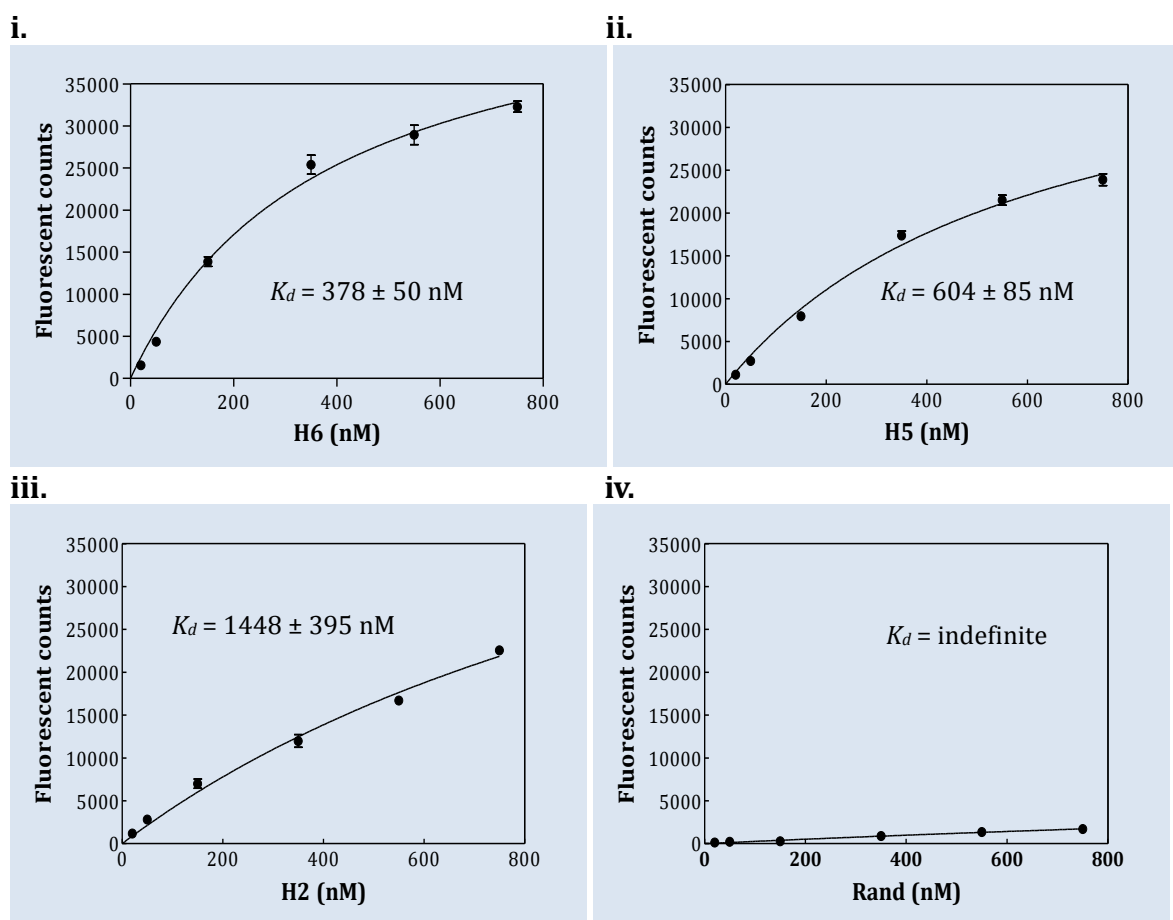 i.
35000
30000
25000
20000
15000
10000
5000
0
Fluorescent counts
Kd = 378 ± 50 nM
0 200 400 600 800
H6 (nM)
ii.
35000
30000
25000
20000
15000
10000
5000
0
Fluorescent counts
Kd = 604 ± 85 nM
0 200 400 600 800
H5 (nM)
iii.
35000
30000
25000
20000
15000
10000
5000
0
Fluorescent counts
Kd = 1448 ± 395 nM
0 200 400 600 800
H2 (nM)
iv.
35000
30000
25000
20000
15000
10000
5000
0
Fluorescent counts
Kd = indefinite
0 200 400 600 800
Rand (nM)